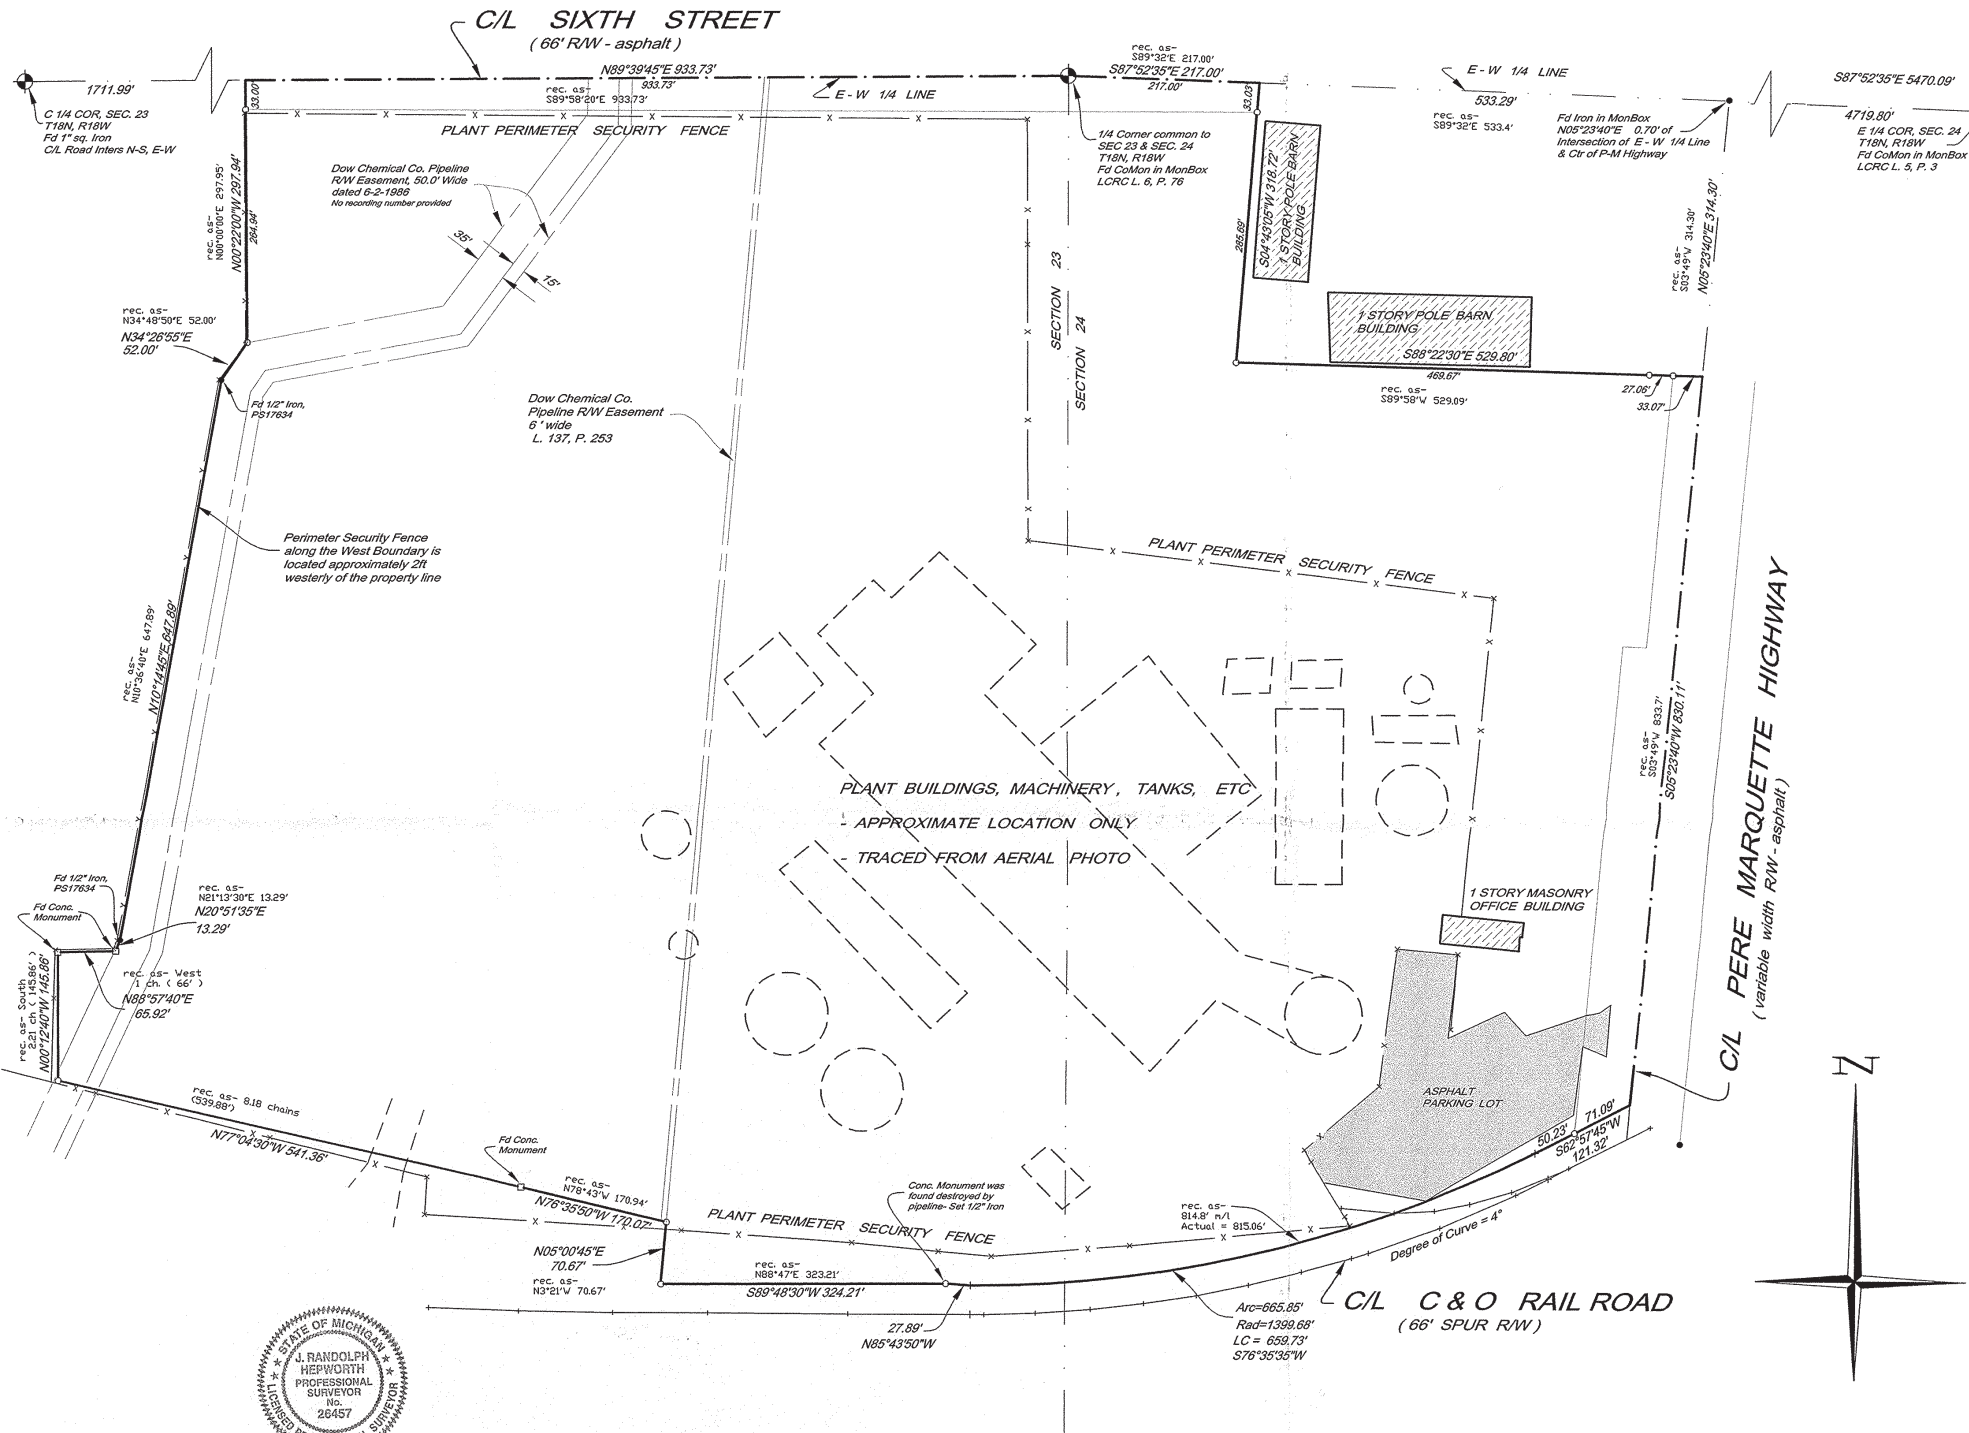 C/L SIXTH STREET
( 66' R/W - asphalt )
1711.99'
C 1/4 COR, SEC. 23
T18N, R18W
Fd 1" sq. Iron
C/L Road Inters N-S, E-W
33.00'
N89°39'45"E 933.73'
933.73'
rec. as-
S89°58'20"E 933.73'
E - W 1/4 LINE
PLANT PERIMETER SECURITY FENCE
rec. as-
S89°32'E 217.00'
S87°52'35"E 217.00'
217.00'
33.03'
1/4 Corner common to
SEC 23 & SEC. 24
T18N, R18W
Fd CoMon in MonBox
LCRC L. 6, P. 76
E - W 1/4 LINE
533.29'
rec. as-
S89°32'E 533.4'
Fd Iron in MonBox
N05°23'40"E 0.70' of
Intersection of E - W 1/4 Line
& Ctr of P-M Highway
S87°52'35"E 5470.09'
4719.80'
E 1/4 COR, SEC. 24
T18N, R18W
Fd CoMon in MonBox
LCRC L. 5, P. 3
rec. as-
N00°00'00"E 297.95'
N00°22'00"W 297.94'
264.94'
Dow Chemical Co. Pipeline
R/W Easement, 50.0' Wide
dated 6-2-1986
No recording number provided
35'
15'
285.69'
S04°43'05"W 318.72'
1 STORY POLE BARN
BUILDING
1 STORY POLE BARN
BUILDING
S88°22'30"E 529.80'
469.67'
rec. as-
S89°58'W 529.09'
27.06'
33.07'
rec. as-
S03°49'W 314.30'
N05°23'40"E 314.30'
SECTION 23
SECTION 24
rec. as-
N34°48'50"E 52.00'
N34°26'55"E
52.00'
Fd 1/2" Iron,
PS17634
Dow Chemical Co.
Pipeline R/W Easement
6 ' wide
L. 137, P. 253
Perimeter Security Fence
along the West Boundary is
located approximately 2ft
westerly of the property line
rec. as-
N10°36'40"E 647.89'
N10°14'45"E 647.89'
PLANT PERIMETER SECURITY FENCE
rec. as-
S03°49'W 833.7'
S05°23'40"W 830.11'
C/L PERE MARQUETTE HIGHWAY
( variable width R/W - asphalt )
PLANT BUILDINGS, MACHINERY, TANKS, ETC
- APPROXIMATE LOCATION ONLY
- TRACED FROM AERIAL PHOTO
1 STORY MASONRY
OFFICE BUILDING
Fd 1/2" Iron,
PS17634
Fd Conc.
Monument
rec. as-
N21°13'30"E 13.29'
N20°51'35"E
13.29'
rec. as- West
1 ch. ( 66' )
N88°57'40"E
65.92'
rec. as- South
2.21 ch ( 145.86' )
N00°12'40"W 145.86'
rec. as- 8.18 chains
(539.88')
N77°04'30"W 541.36'
Fd Conc.
Monument
rec. as-
N78°43'W 170.94'
N76°35'50"W 170.07'
ASPHALT
PARKING LOT
71.09'
50.23'
S62°57'45"W
121.32'
Conc. Monument was
found destroyed by
pipeline- Set 1/2" Iron
rec. as-
814.8' m/l
Actual = 815.06'
PLANT PERIMETER SECURITY FENCE
Degree of Curve = 4°
N05°00'45"E
70.67'
rec. as-
N3°21'W 70.67'
rec. as-
N88°47'E 323.21'
S89°48'30"W 324.21'
27.89'
N85°43'50"W
Arc=665.85'
Rad=1399.68'
LC = 659.73'
S76°35'35"W
C/L C & O RAIL ROAD
( 66' SPUR R/W )
N
STATE OF MICHIGAN
J. RANDOLPH
HEPWORTH
PROFESSIONAL
SURVEYOR
No.
26457
LICENSED
SURVEYOR